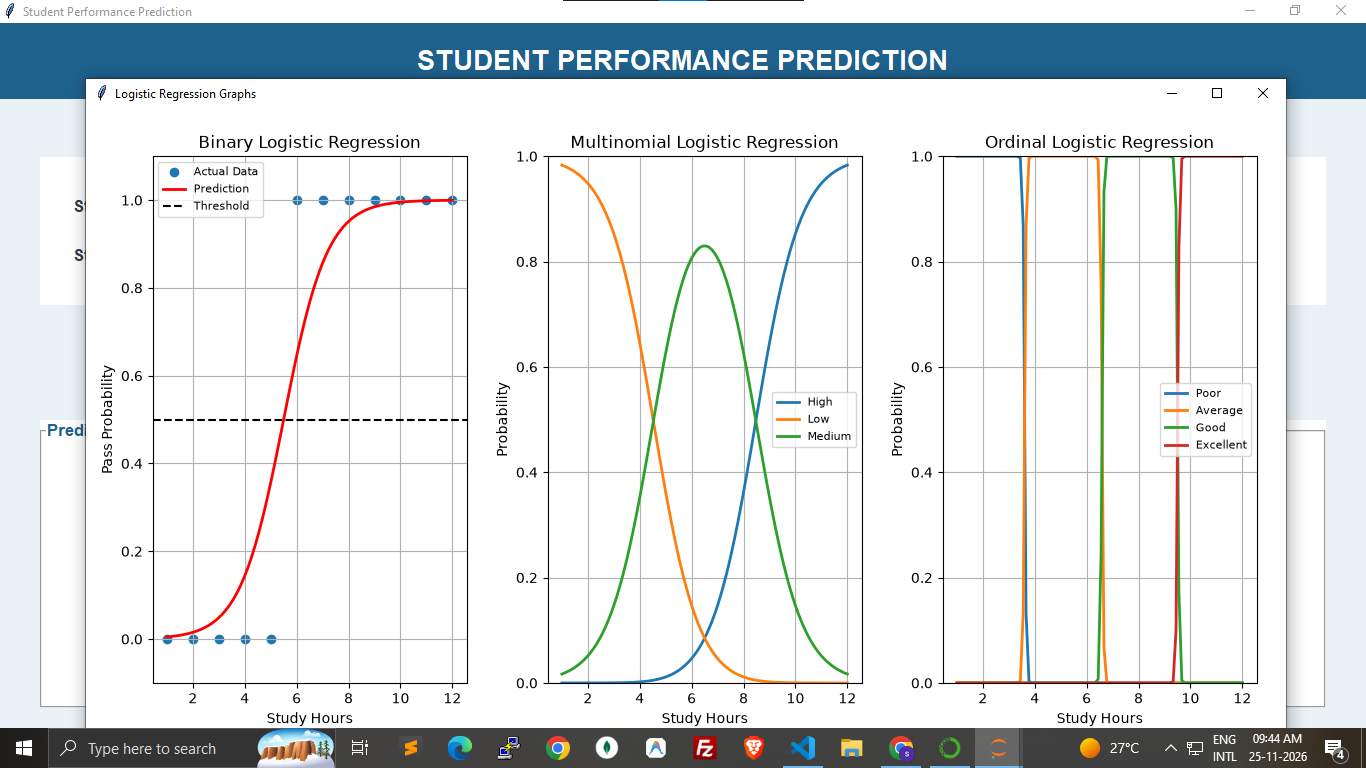 Student Performance Prediction
STUDENT PERFORMANCE PREDICTION
Logistic Regression Graphs
St
St
Predi
Binary Logistic Regression
Actual Data
Prediction
Threshold
Pass Probability
1.0
0.8
0.6
0.4
0.2
0.0
2 4 6 8 10 12
Study Hours
Multinomial Logistic Regression
Probability
1.0
0.8
0.6
0.4
0.2
0.0
High
Low
Medium
2 4 6 8 10 12
Study Hours
Ordinal Logistic Regression
Probability
1.0
0.8
0.6
0.4
0.2
0.0
Poor
Average
Good
Excellent
2 4 6 8 10 12
Study Hours
Type here to search
27°C
ENG
INTL
09:44 AM
25-11-2026
4